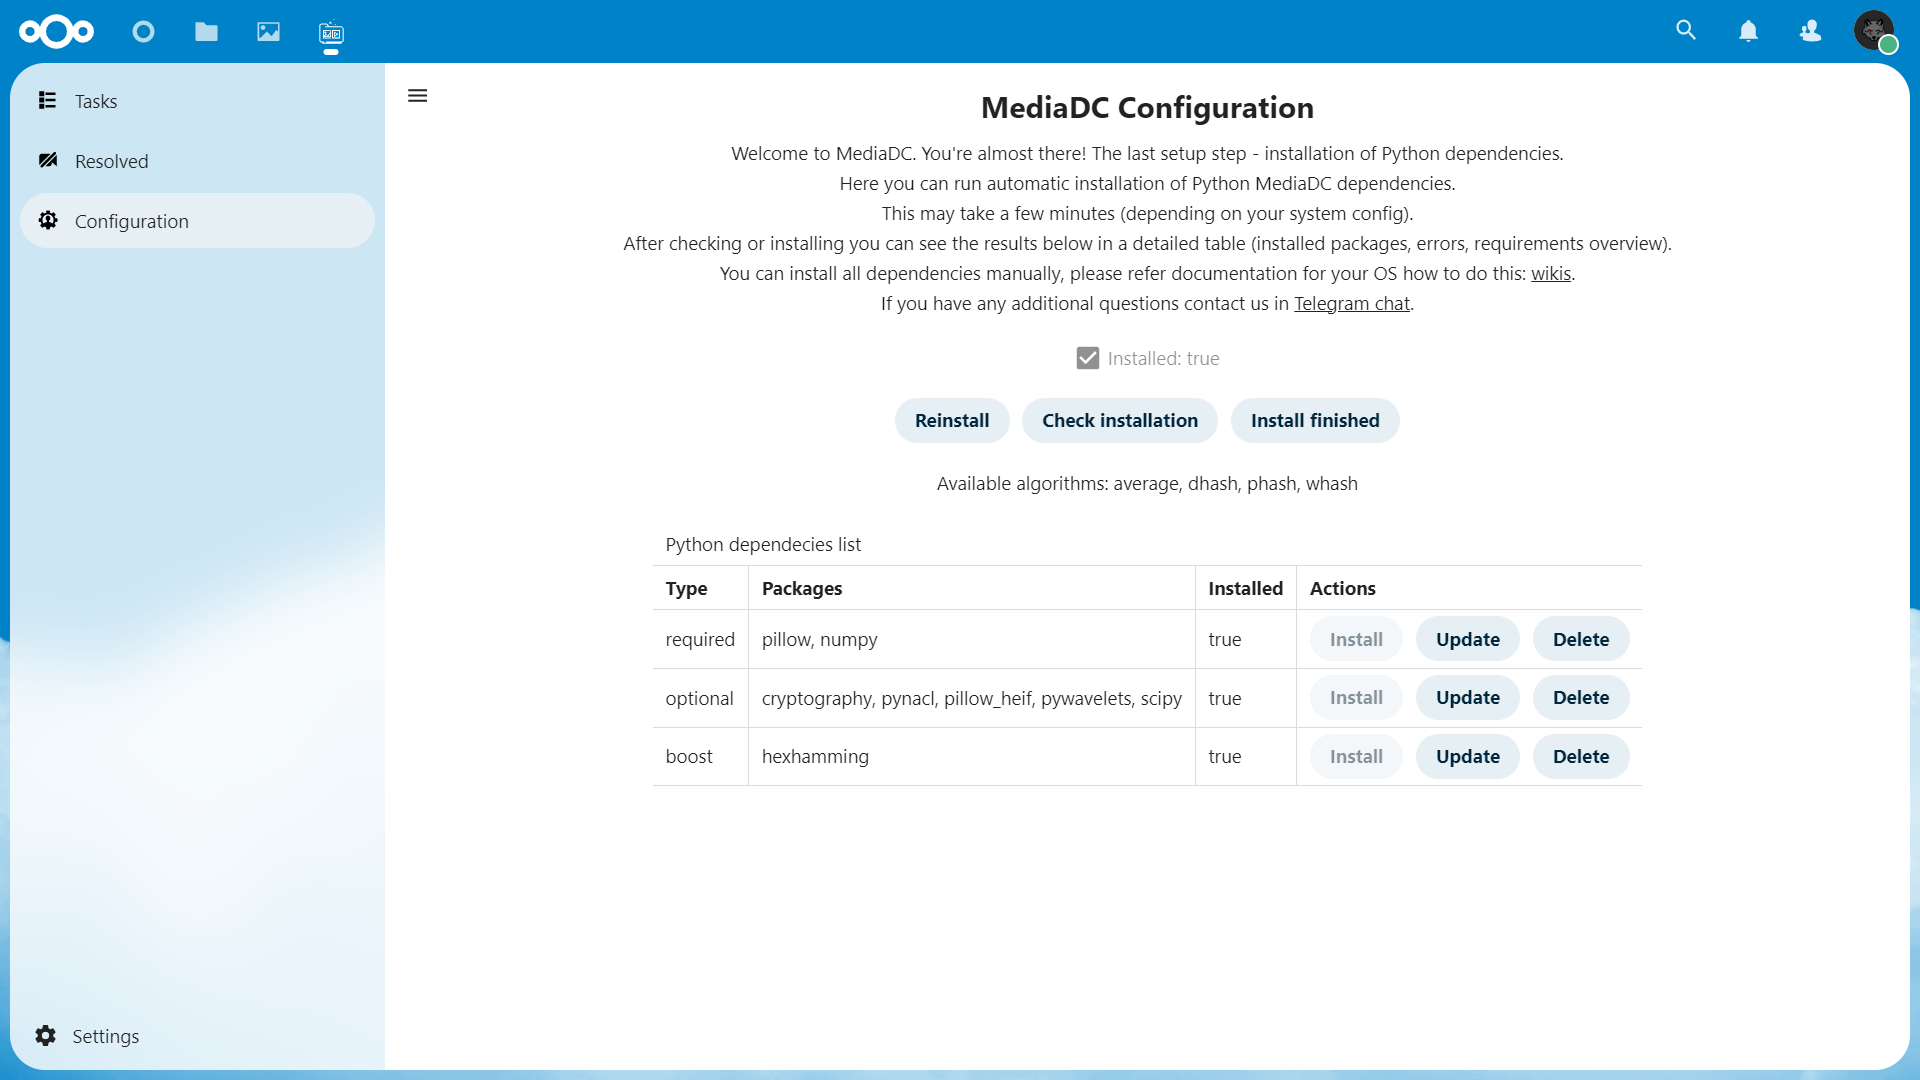 Tasks
Resolved
Configuration
Settings
MediaDC Configuration
Welcome to MediaDC. You're almost there! The last setup step - installation of Python dependencies.
Here you can run automatic installation of Python MediaDC dependencies.
This may take a few minutes (depending on your system config).
After checking or installing you can see the results below in a detailed table (installed packages, errors, requirements overview).
You can install all dependencies manually, please refer documentation for your OS how to do this: wikis.
If you have any additional questions contact us in Telegram chat.
Installed: true
Reinstall Check installation Install finished
Available algorithms: average, dhash, phash, whash
Python dependecies list
Type Packages Installed Actions
required pillow, numpy true Install Update Delete
optional cryptography, pynacl, pillow_heif, pywavelets, scipy true Install Update Delete
boost hexhamming true Install Update Delete